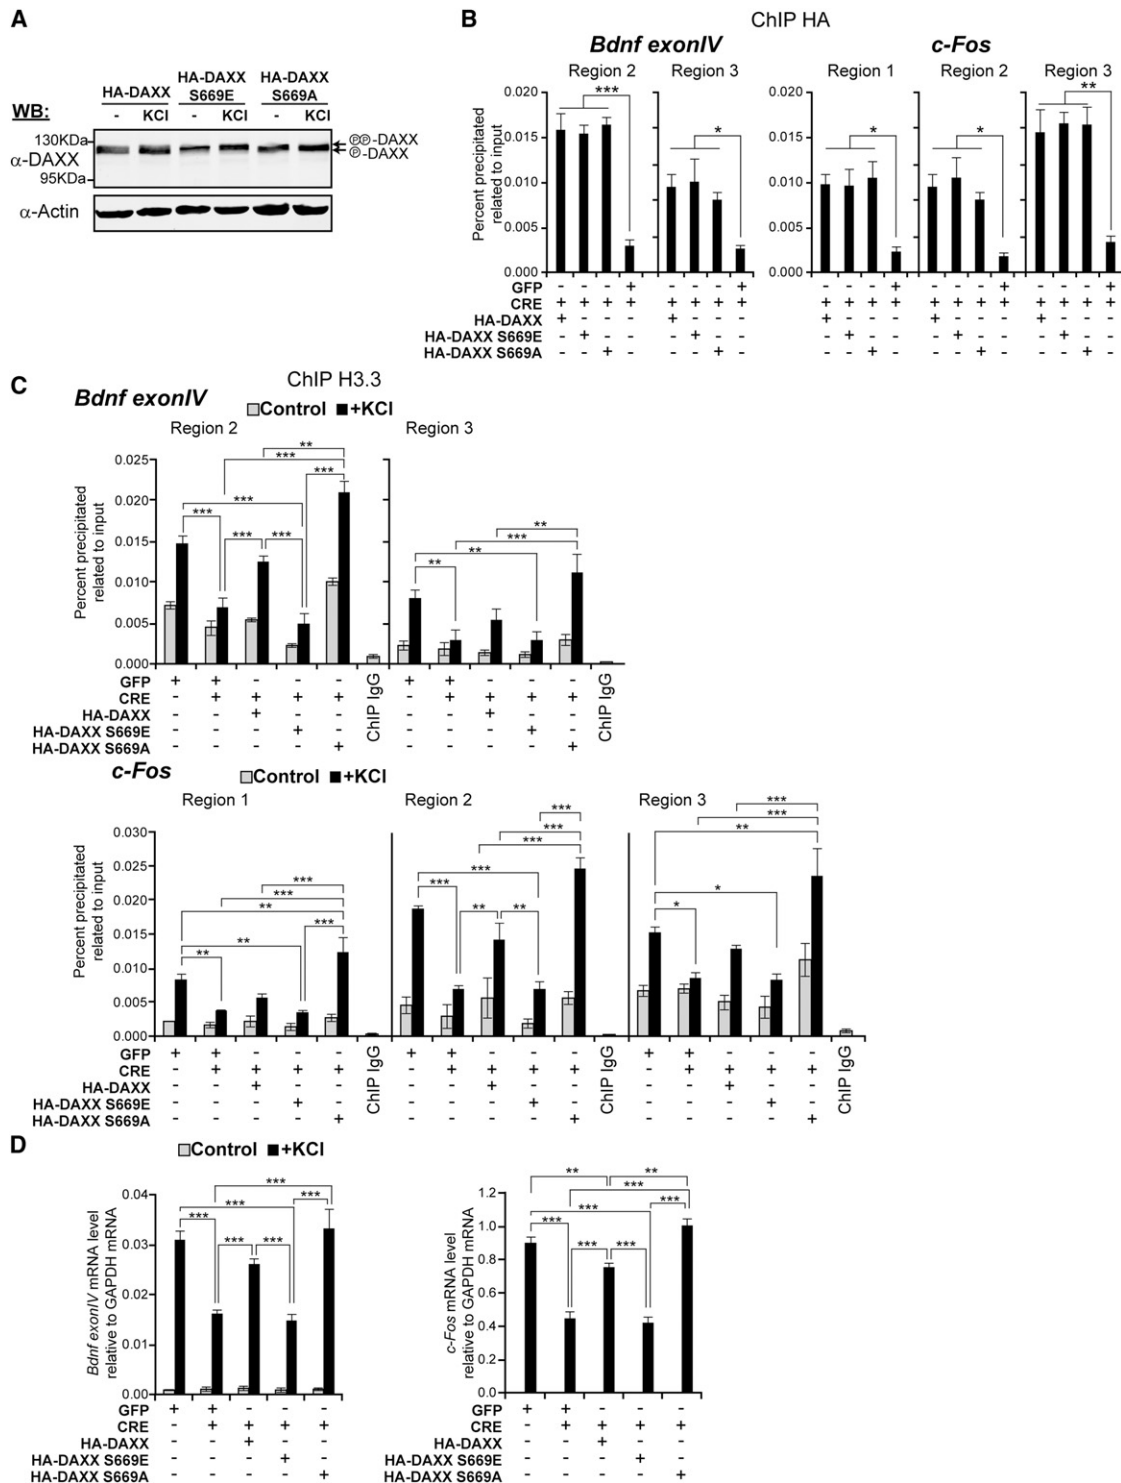 A
HA-DAXX HA-DAXX S669E HA-DAXX S669A
WB: - KCl - KCl - KCl
130KDa
α-DAXX
95KDa
ⓅⓅ-DAXX
Ⓟ-DAXX
α-Actin
B
ChIP HA
Bdnf exonIV c-Fos
Region 2 Region 3 Region 1 Region 2 Region 3
Percent precipitated
related to input
0.020 0.020
0.015 0.015
0.010 0.010
0.005 0.005
0.000 0.000
*** * * * **
GFP - - - + - - - + - - - + - - - + - - - +
CRE + + + + + + + + + + + + + + + + + + + +
HA-DAXX + - - - + - - - + - - - + - - - + - - -
HA-DAXX S669E - + - - - + - - - + - - - + - - - + - -
HA-DAXX S669A - - + - - - + - - - + - - - + - - - + -
C
ChIP H3.3
Bdnf exonIV
Control +KCl
Region 2 Region 3
Percent precipitated
related to input
0.025
0.020
0.015
0.010
0.005
0.000
** *** *** *** *** *** ***
** *** ** **
GFP + + - - - + + - - -
CRE - + + + + - + + + +
HA-DAXX - - + - - - - + - -
HA-DAXX S669E - - - + - - - - + -
HA-DAXX S669A - - - - + - - - - +
ChIP IgG ChIP IgG
c-Fos
Control +KCl
Region 1 Region 2 Region 3
Percent precipitated
related to input
0.030
0.025
0.020
0.015
0.010
0.005
0.000
*** *** ** *** ** **
*** *** *** *** *** ** **
*** *** ** * *
GFP + + - - - + + - - - + + - - -
CRE - + + + + - + + + + - + + + +
HA-DAXX - - + - - - - + - - - - + - -
HA-DAXX S669E - - - + - - - - + - - - - + -
HA-DAXX S669A - - - - + - - - - + - - - - +
ChIP IgG ChIP IgG ChIP IgG
D
Control +KCl
Bdnf exonIV mRNA level
relative to GAPDH mRNA
0.04
0.03
0.02
0.01
0.00
*** *** *** *** *** ***
GFP + + - - -
CRE - + + + +
HA-DAXX - - + - -
HA-DAXX S669E - - - + -
HA-DAXX S669A - - - - +
c-Fos mRNA level
relative to GAPDH mRNA
1.2
1.0
0.8
0.6
0.4
0.2
0.0
** ** *** *** *** *** *** ***
GFP + + - - -
CRE - + + + +
HA-DAXX - - + - -
HA-DAXX S669E - - - + -
HA-DAXX S669A - - - - +